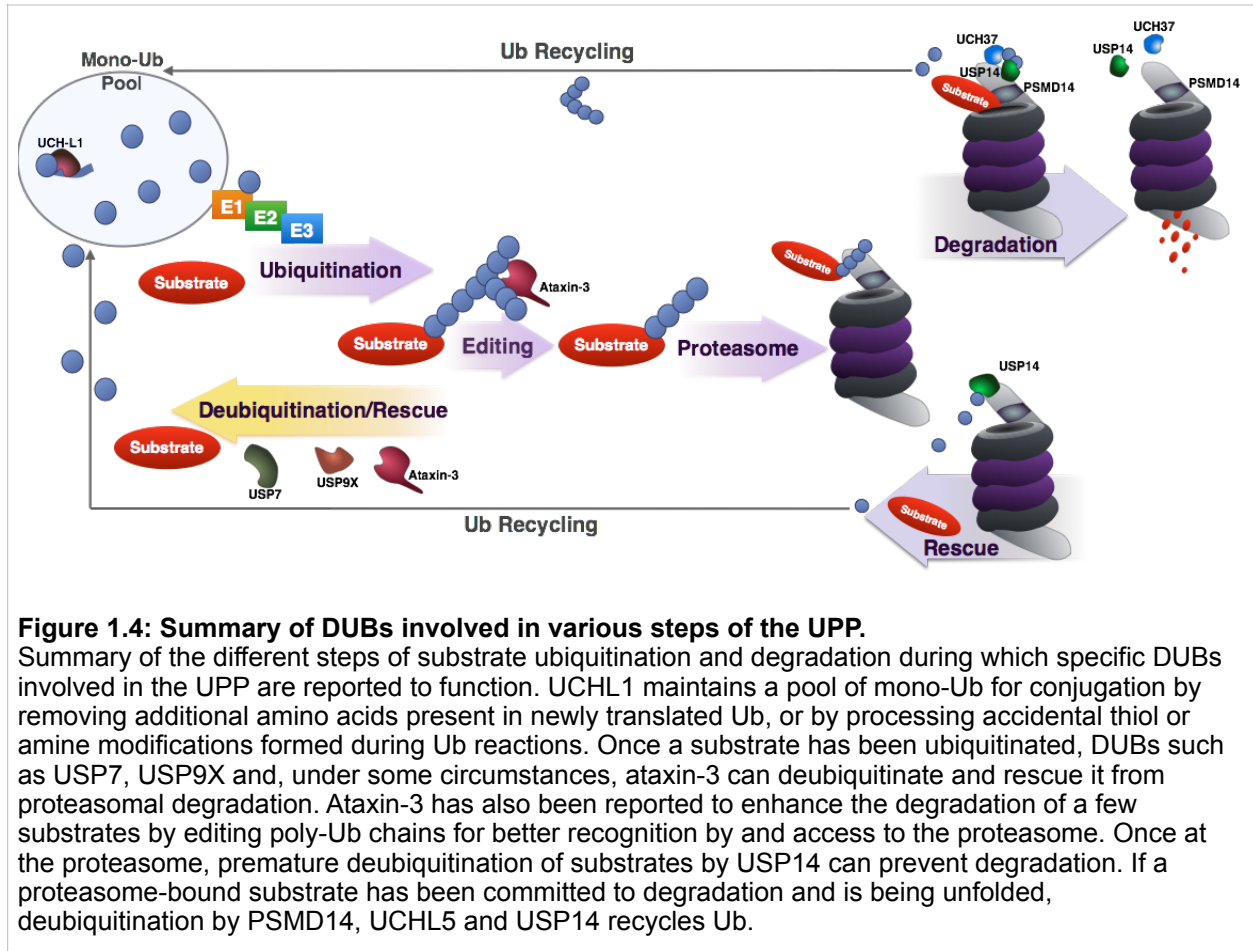 Ub Recycling
Mono-Ub
Pool
UCH-L1
E1
E2
E3
UCH37
USP14
Substrate
PSMD14
UCH37
USP14
PSMD14
Degradation
Substrate
Ubiquitination
Ataxin-3
Substrate
Editing
Substrate
Proteasome
Substrate
Deubiquitination/Rescue
Substrate
USP7
USP9X
Ataxin-3
USP14
Substrate
Rescue
Ub Recycling
Figure 1.4: Summary of DUBs involved in various steps of the UPP.
Summary of the different steps of substrate ubiquitination and degradation during which specific DUBs
involved in the UPP are reported to function. UCHL1 maintains a pool of mono-Ub for conjugation by
removing additional amino acids present in newly translated Ub, or by processing accidental thiol or
amine modifications formed during Ub reactions. Once a substrate has been ubiquitinated, DUBs such
as USP7, USP9X and, under some circumstances, ataxin-3 can deubiquitinate and rescue it from
proteasomal degradation. Ataxin-3 has also been reported to enhance the degradation of a few
substrates by editing poly-Ub chains for better recognition by and access to the proteasome. Once at
the proteasome, premature deubiquitination of substrates by USP14 can prevent degradation. If a
proteasome-bound substrate has been committed to degradation and is being unfolded,
deubiquitination by PSMD14, UCHL5 and USP14 recycles Ub.